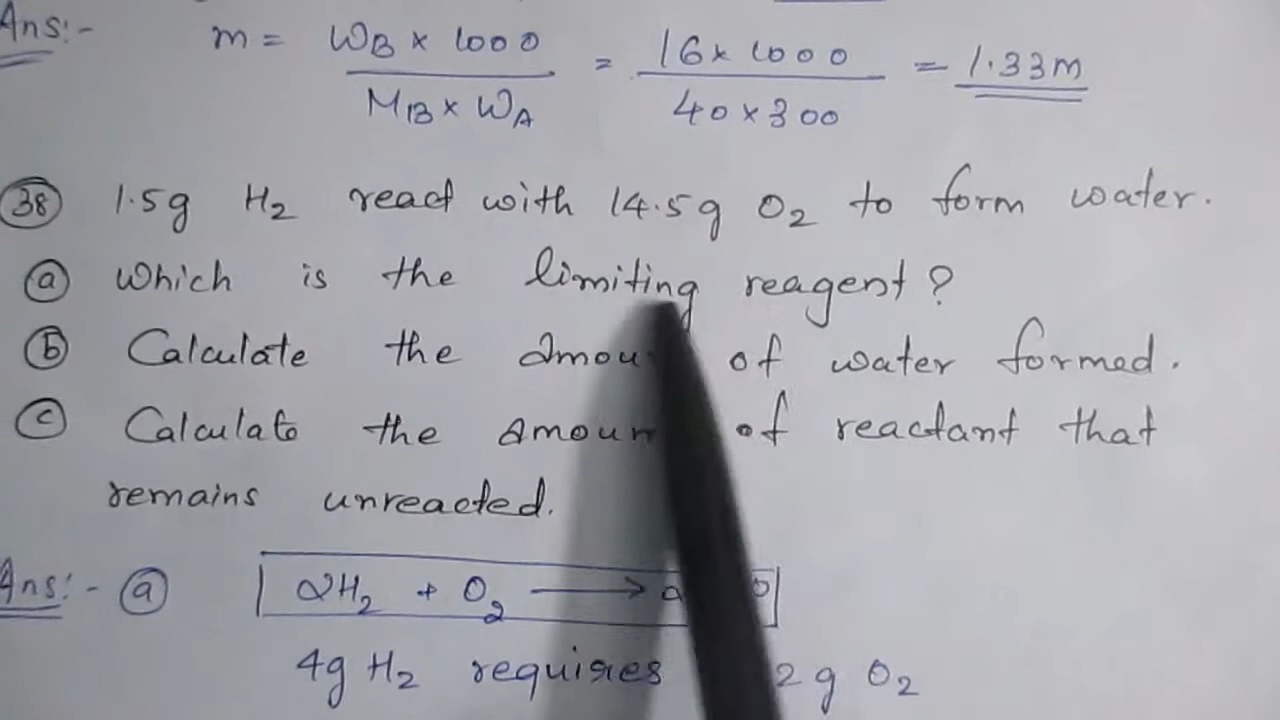 Ans:- m = WB × 1000 / MB × WA = 16 × 1000 / 40 × 300 = 1.33m
38 1.5g H2 react with 14.5g O2 to form water.
a Which is the limiting reagent?
b Calculate the of water formed.
c Calculate the of reactant that
remains unreacted.
Ans:- a 2H2 + O2 →
4g H2 requires g O2